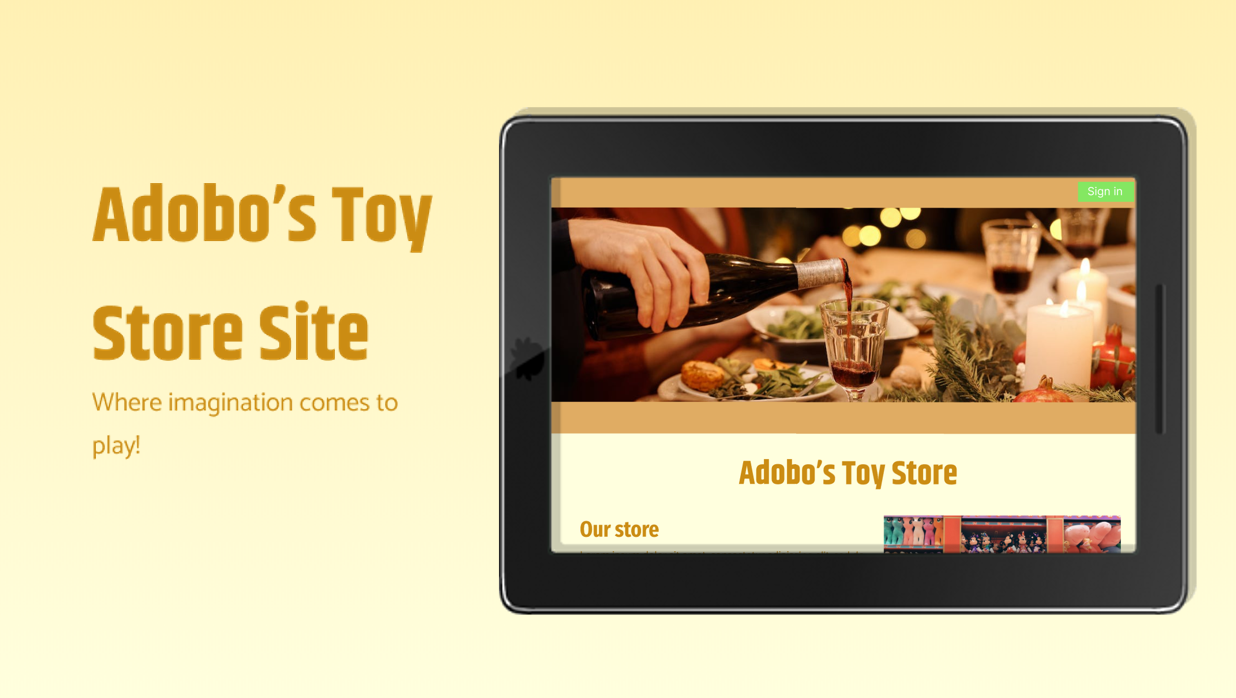 Adobo’s Toy
Store Site
Where imagination comes to
play!
Sign in
Adobo’s Toy Store
Our store